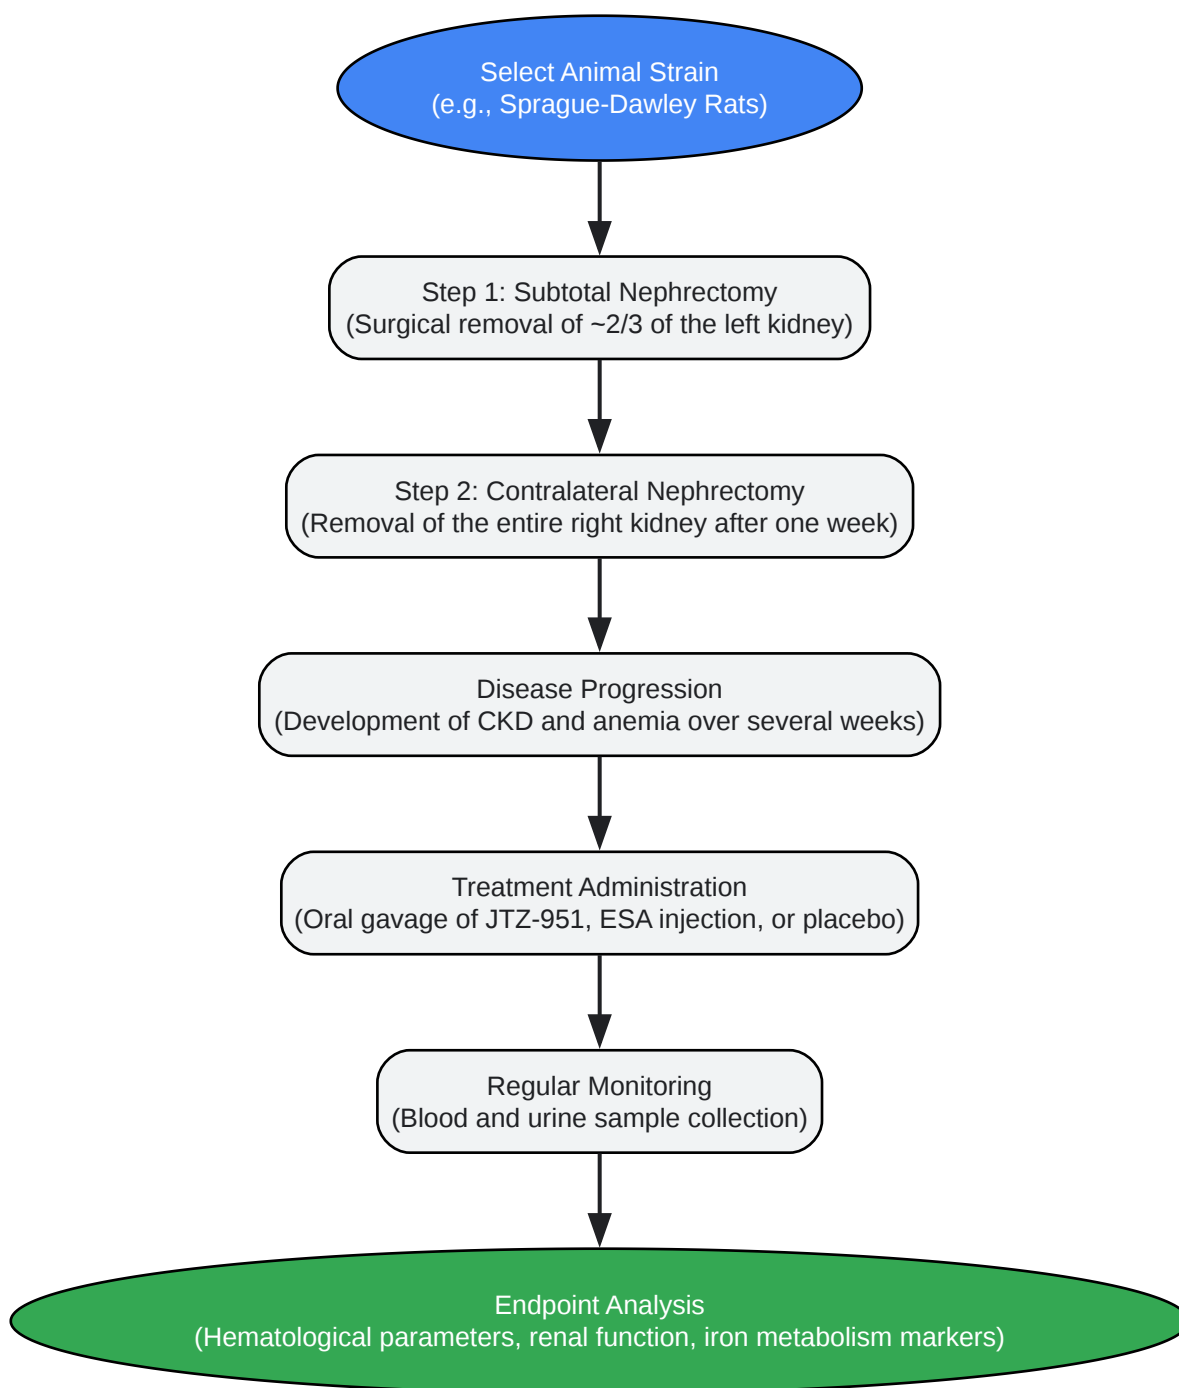 Select Animal Strain
(e.g., Sprague-Dawley Rats)
Step 1: Subtotal Nephrectomy
(Surgical removal of ~2/3 of the left kidney)
Step 2: Contralateral Nephrectomy
(Removal of the entire right kidney after one week)
Disease Progression
(Development of CKD and anemia over several weeks)
Treatment Administration
(Oral gavage of JTZ-951, ESA injection, or placebo)
Regular Monitoring
(Blood and urine sample collection)
Endpoint Analysis
(Hematological parameters, renal function, iron metabolism markers)